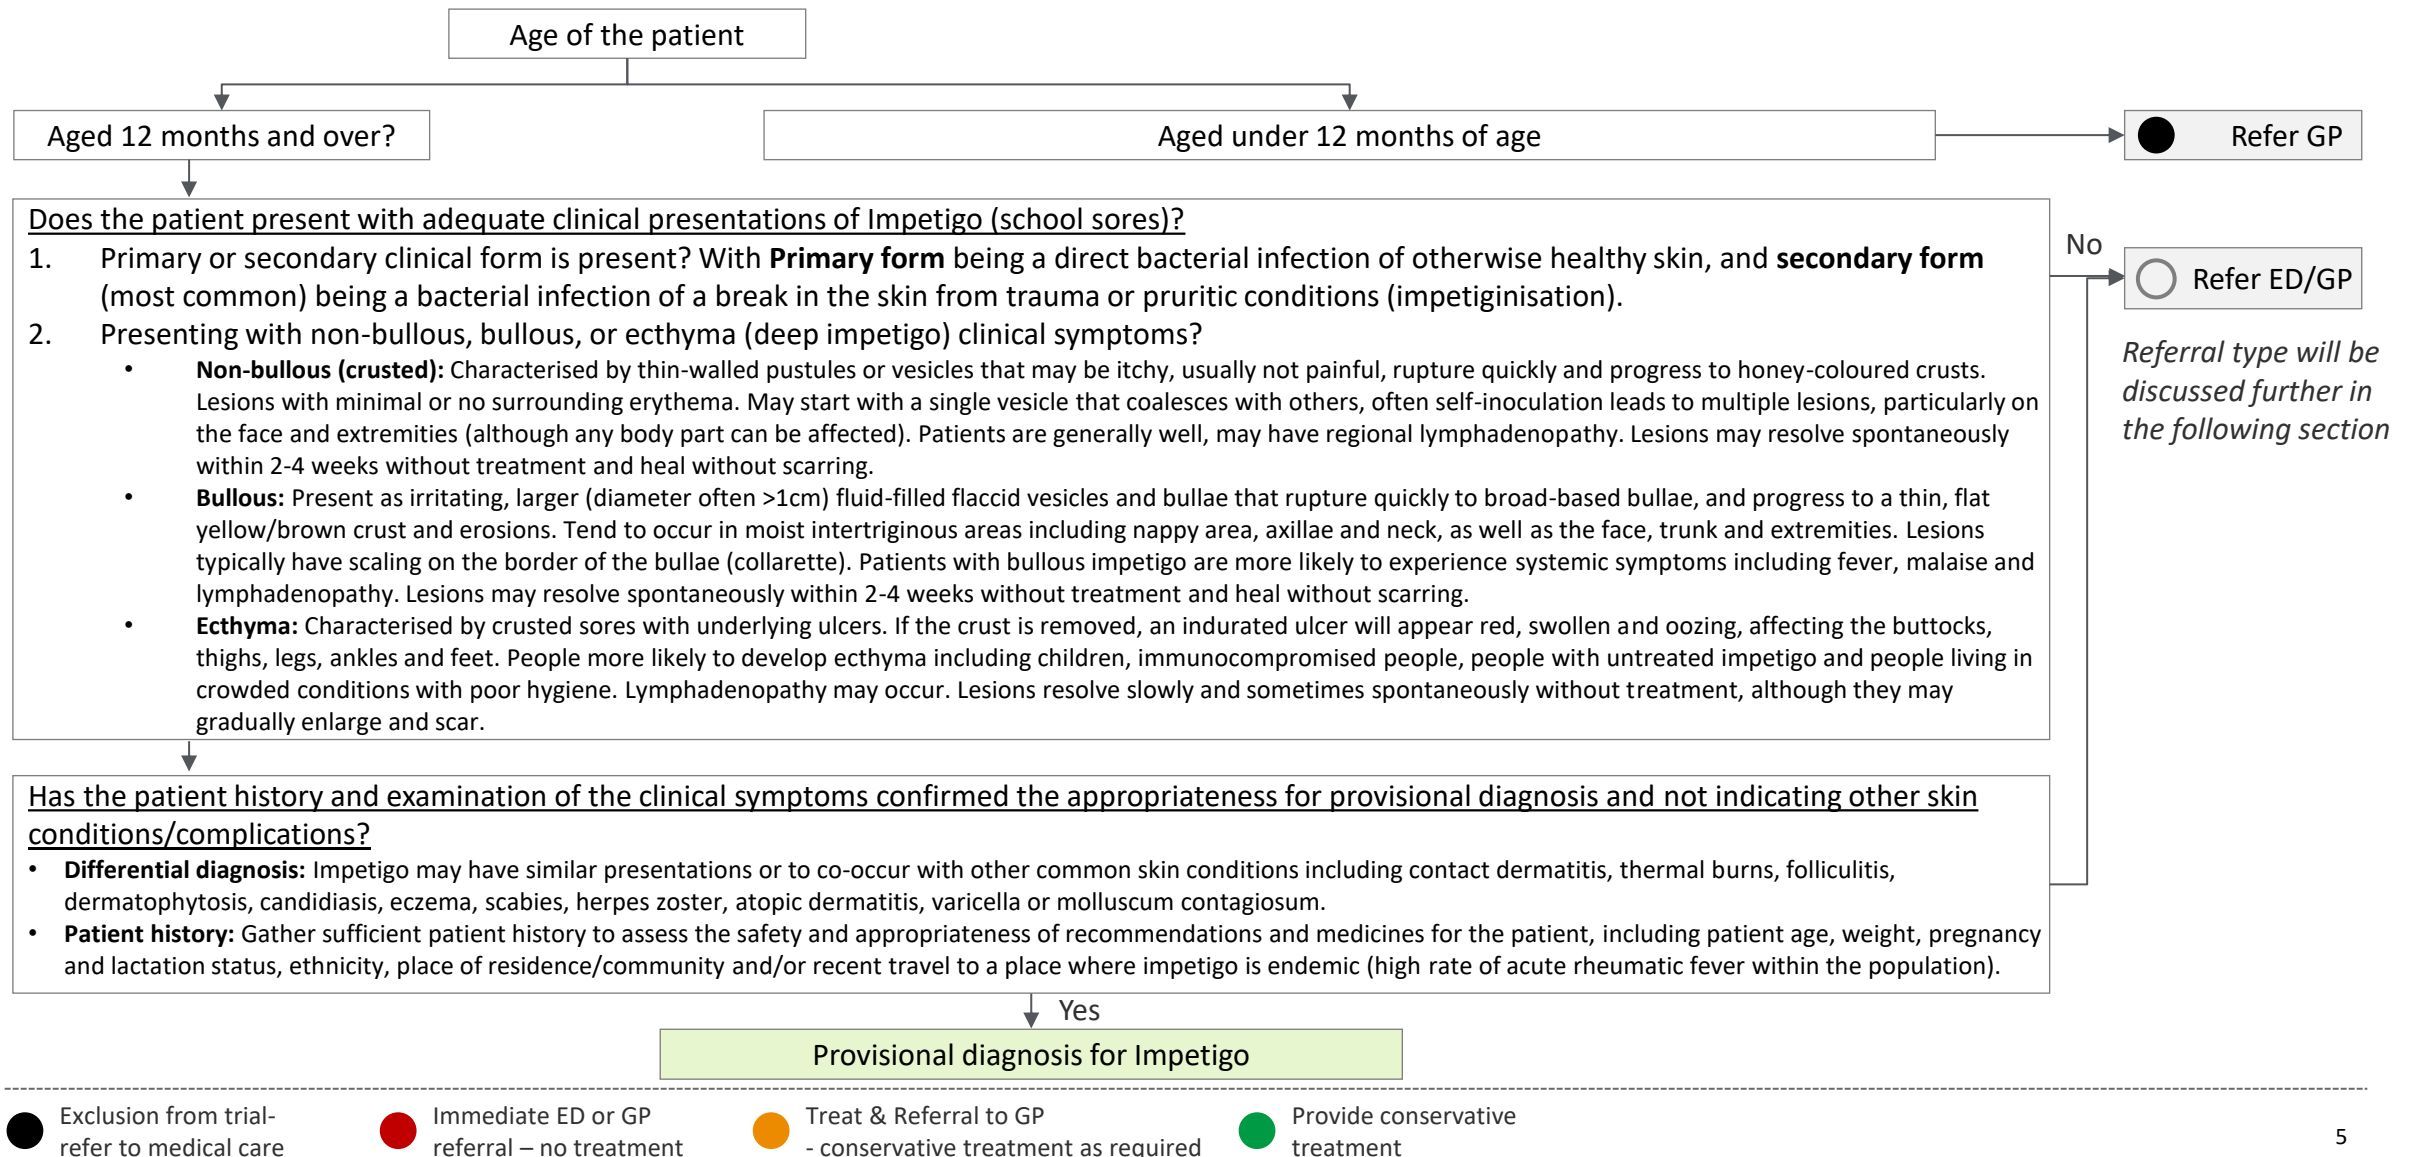 Age of the patient
Aged 12 months and over?
Aged under 12 months of age
Refer GP
Does the patient present with adequate clinical presentations of Impetigo (school sores)?
1. Primary or secondary clinical form is present? With Primary form being a direct bacterial infection of otherwise healthy skin, and secondary form
(most common) being a bacterial infection of a break in the skin from trauma or pruritic conditions (impetiginisation).
2. Presenting with non-bullous, bullous, or ecthyma (deep impetigo) clinical symptoms?
• Non-bullous (crusted): Characterised by thin-walled pustules or vesicles that may be itchy, usually not painful, rupture quickly and progress to honey-coloured crusts.
Lesions with minimal or no surrounding erythema. May start with a single vesicle that coalesces with others, often self-inoculation leads to multiple lesions, particularly on
the face and extremities (although any body part can be affected). Patients are generally well, may have regional lymphadenopathy. Lesions may resolve spontaneously
within 2-4 weeks without treatment and heal without scarring.
• Bullous: Present as irritating, larger (diameter often >1cm) fluid-filled flaccid vesicles and bullae that rupture quickly to broad-based bullae, and progress to a thin, flat
yellow/brown crust and erosions. Tend to occur in moist intertriginous areas including nappy area, axillae and neck, as well as the face, trunk and extremities. Lesions
typically have scaling on the border of the bullae (collarette). Patients with bullous impetigo are more likely to experience systemic symptoms including fever, malaise and
lymphadenopathy. Lesions may resolve spontaneously within 2-4 weeks without treatment and heal without scarring.
• Ecthyma: Characterised by crusted sores with underlying ulcers. If the crust is removed, an indurated ulcer will appear red, swollen and oozing, affecting the buttocks,
thighs, legs, ankles and feet. People more likely to develop ecthyma including children, immunocompromised people, people with untreated impetigo and people living in
crowded conditions with poor hygiene. Lymphadenopathy may occur. Lesions resolve slowly and sometimes spontaneously without treatment, although they may
gradually enlarge and scar.
No
Refer ED/GP
Referral type will be
discussed further in
the following section
Has the patient history and examination of the clinical symptoms confirmed the appropriateness for provisional diagnosis and not indicating other skin
conditions/complications?
• Differential diagnosis: Impetigo may have similar presentations or to co-occur with other common skin conditions including contact dermatitis, thermal burns, folliculitis,
dermatophytosis, candidiasis, eczema, scabies, herpes zoster, atopic dermatitis, varicella or molluscum contagiosum.
• Patient history: Gather sufficient patient history to assess the safety and appropriateness of recommendations and medicines for the patient, including patient age, weight, pregnancy
and lactation status, ethnicity, place of residence/community and/or recent travel to a place where impetigo is endemic (high rate of acute rheumatic fever within the population).
Yes
Provisional diagnosis for Impetigo
Exclusion from trial-
refer to medical care
Immediate ED or GP
referral – no treatment
Treat & Referral to GP
- conservative treatment as required
Provide conservative
treatment
5